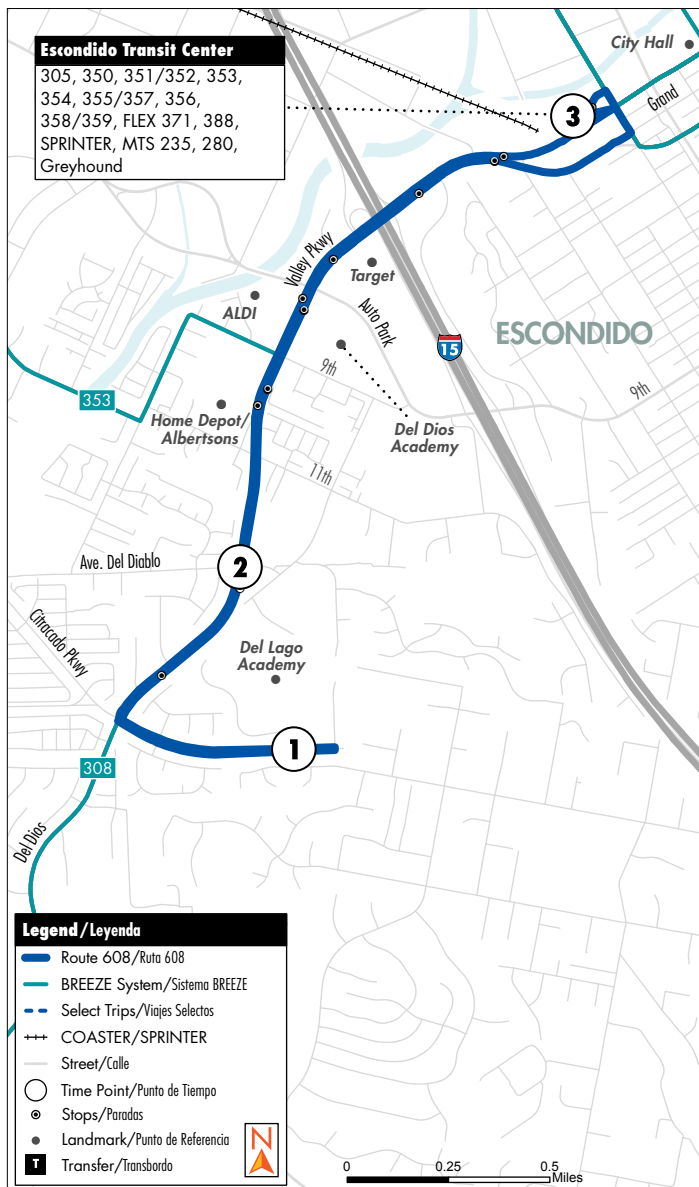 Escondido Transit Center
305, 350, 351/352, 353,
354, 355/357, 356,
358/359, FLEX 371, 388,
SPRINTER, MTS 235, 280,
Greyhound
City Hall
Grand
3
Valley Pkwy
Target
ALDI
Auto Park
15
ESCONDIDO
9th
9th
353
Home Depot/
Albertsons
Del Dios
Academy
11th
Ave. Del Diablo
2
Citracado Pkwy
Del Lago
Academy
1
308
Del Dios
Legend/Leyenda
Route 608/Ruta 608
BREEZE System/Sistema BREEZE
Select Trips/Viajes Selectos
COASTER/SPRINTER
Street/Calle
Time Point/Punto de Tiempo
Stops/Paradas
Landmark/Punto de Referencia
T Transfer/Transbordo
N
0 0.25 0.5
Miles